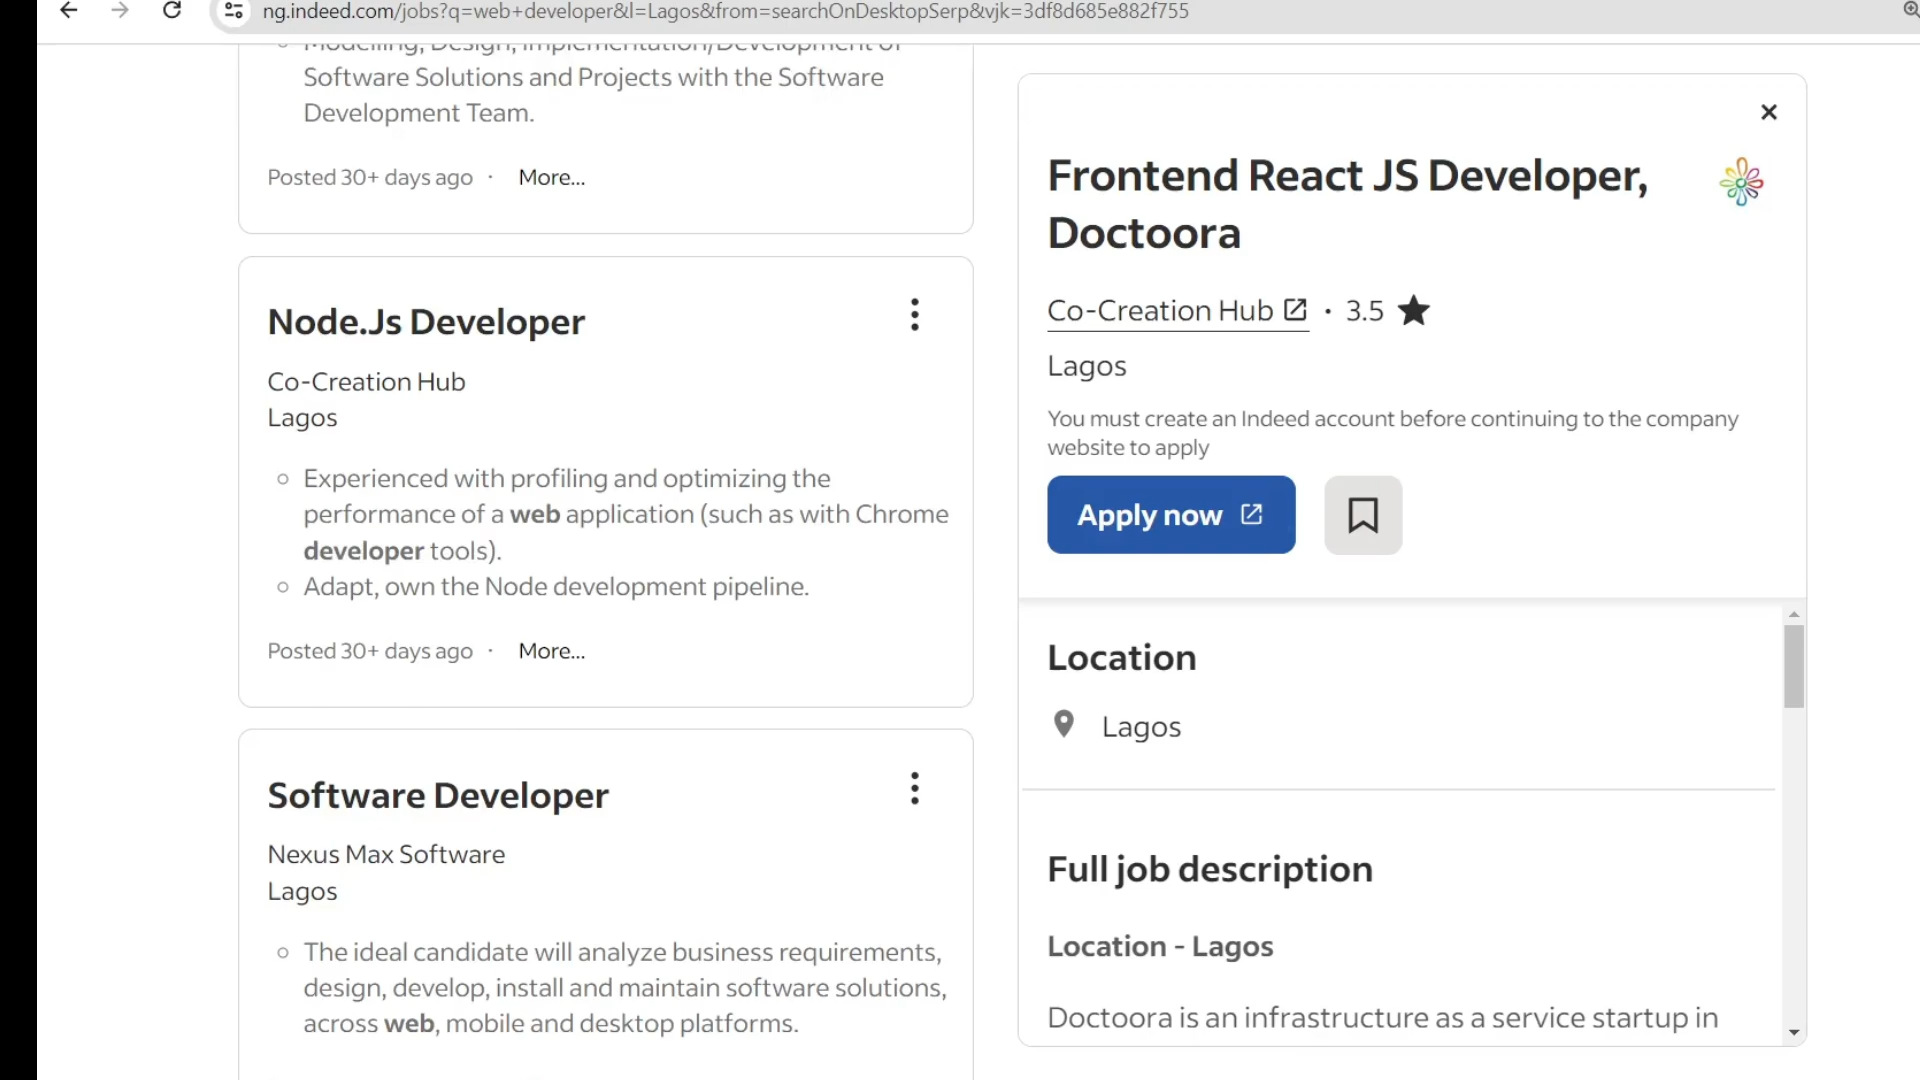 ng.indeed.com/jobs?q=web+developer&l=Lagos&from=searchOnDesktopSerp&vjk=3df8d685e882f755
Modelling, Design, Implementation/Development of
Software Solutions and Projects with the Software
Development Team.
Posted 30+ days ago · More...
Node.Js Developer
Co-Creation Hub
Lagos
Experienced with profiling and optimizing the
performance of a web application (such as with Chrome
developer tools).
Adapt, own the Node development pipeline.
Posted 30+ days ago · More...
Software Developer
Nexus Max Software
Lagos
The ideal candidate will analyze business requirements,
design, develop, install and maintain software solutions,
across web, mobile and desktop platforms.
Frontend React JS Developer,
Doctoora
Co-Creation Hub · 3.5
Lagos
You must create an Indeed account before continuing to the company
website to apply
Apply now
Location
Lagos
Full job description
Location - Lagos
Doctoora is an infrastructure as a service startup in